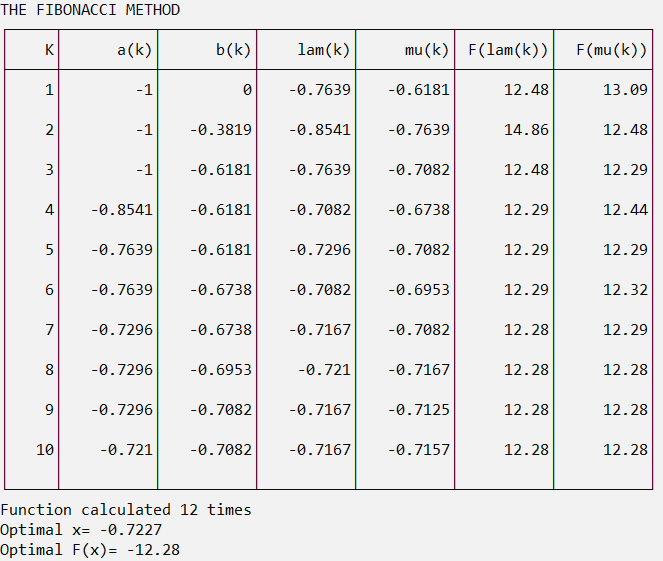 THE FIBONACCI METHOD
K a(k) b(k) lam(k) mu(k) F(lam(k)) F(mu(k))
1 -1 0 -0.7639 -0.6181 12.48 13.09
2 -1 -0.3819 -0.8541 -0.7639 14.86 12.48
3 -1 -0.6181 -0.7639 -0.7082 12.48 12.29
4 -0.8541 -0.6181 -0.7082 -0.6738 12.29 12.44
5 -0.7639 -0.6181 -0.7296 -0.7082 12.29 12.29
6 -0.7639 -0.6738 -0.7082 -0.6953 12.29 12.32
7 -0.7296 -0.6738 -0.7167 -0.7082 12.28 12.29
8 -0.7296 -0.6953 -0.721 -0.7167 12.28 12.28
9 -0.7296 -0.7082 -0.7167 -0.7125 12.28 12.28
10 -0.721 -0.7082 -0.7167 -0.7157 12.28 12.28
Function calculated 12 times
Optimal x= -0.7227
Optimal F(x)= -12.28